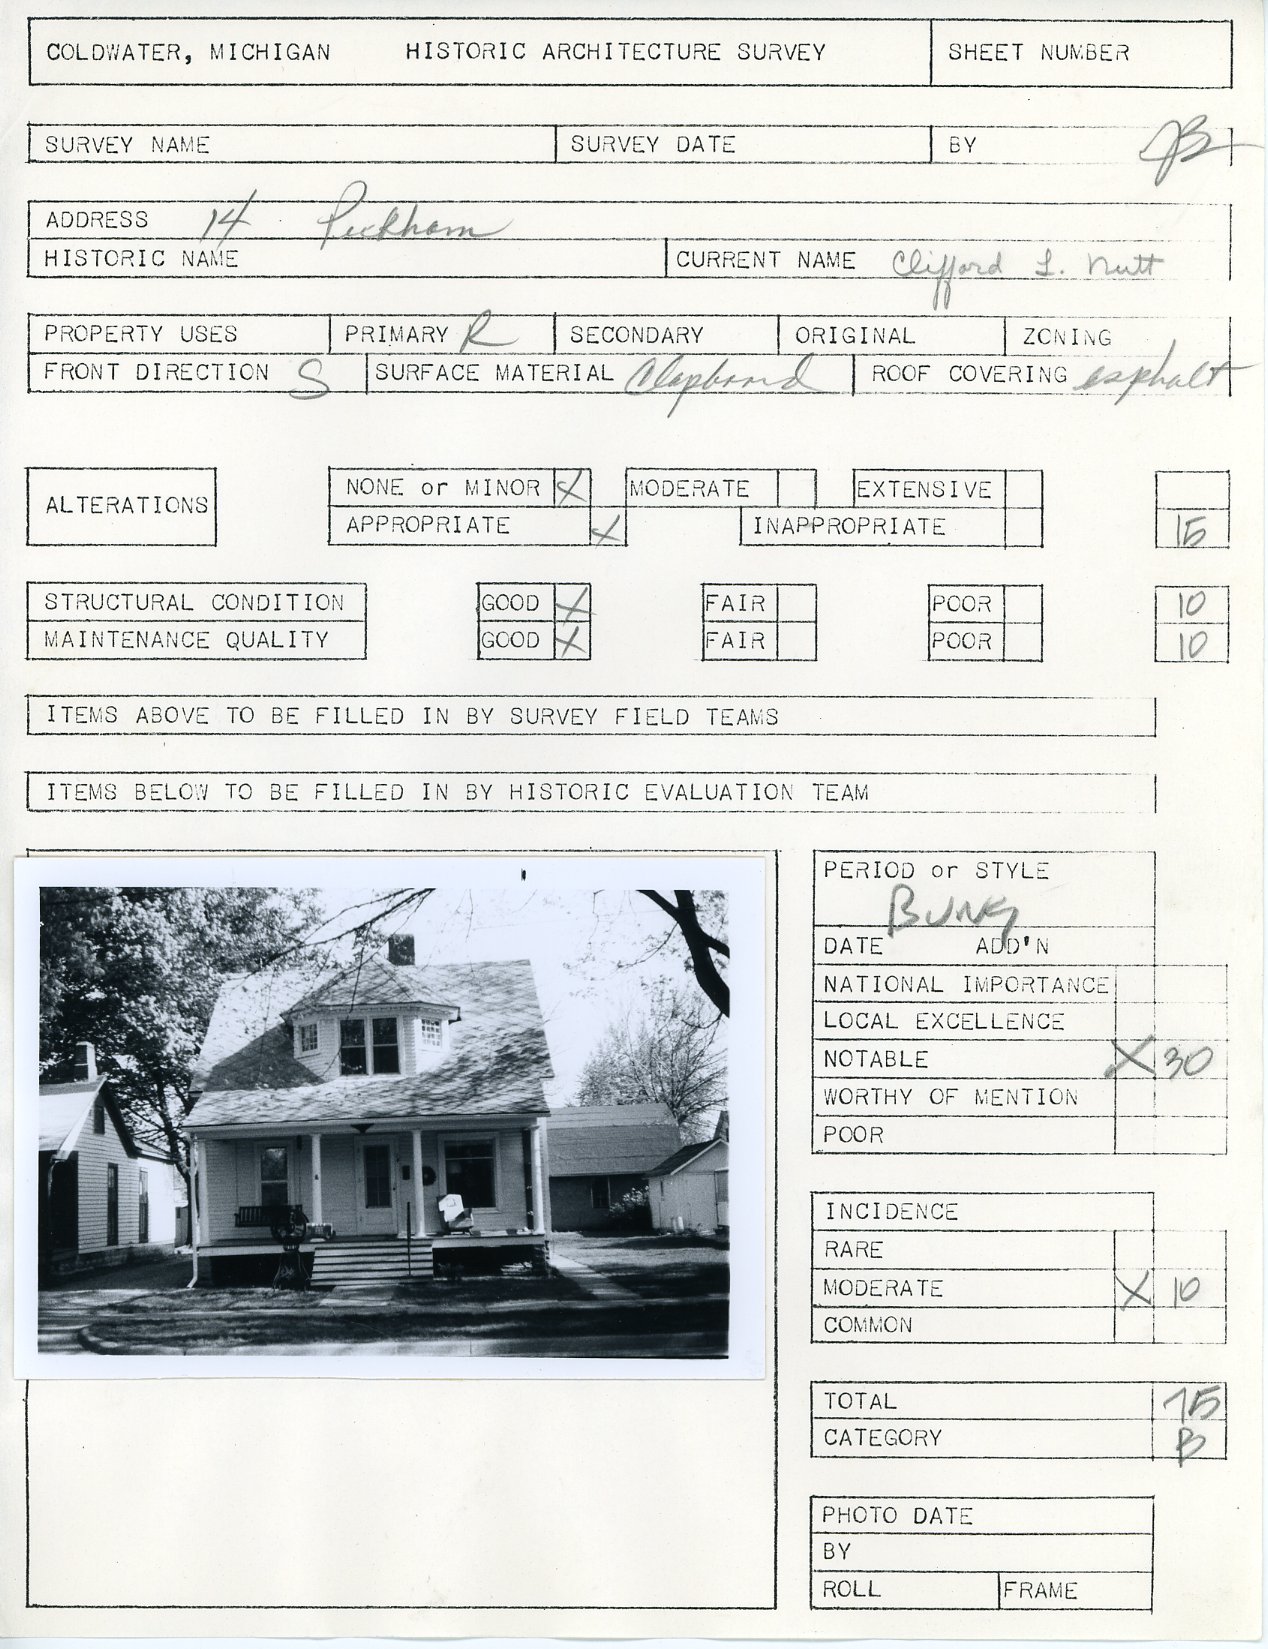 COLDWATER, MICHIGAN HISTORIC ARCHITECTURE SURVEY SHEET NUMBER
SURVEY NAME SURVEY DATE BY JB
ADDRESS 14 Peckham
HISTORIC NAME CURRENT NAME Clifford L. Nutt
PROPERTY USES PRIMARY R SECONDARY ORIGINAL ZONING
FRONT DIRECTION S SURFACE MATERIAL Clapboard ROOF COVERING asphalt
ALTERATIONS NONE or MINOR X MODERATE EXTENSIVE
APPROPRIATE X INAPPROPRIATE 15
STRUCTURAL CONDITION GOOD X FAIR POOR 10
MAINTENANCE QUALITY GOOD X FAIR POOR 10
ITEMS ABOVE TO BE FILLED IN BY SURVEY FIELD TEAMS
ITEMS BELOW TO BE FILLED IN BY HISTORIC EVALUATION TEAM
PERIOD or STYLE
Bung
DATE ADD'N
NATIONAL IMPORTANCE
LOCAL EXCELLENCE
NOTABLE X 30
WORTHY OF MENTION
POOR
INCIDENCE
RARE
MODERATE X 10
COMMON
TOTAL 75
CATEGORY B
PHOTO DATE
BY
ROLL FRAME